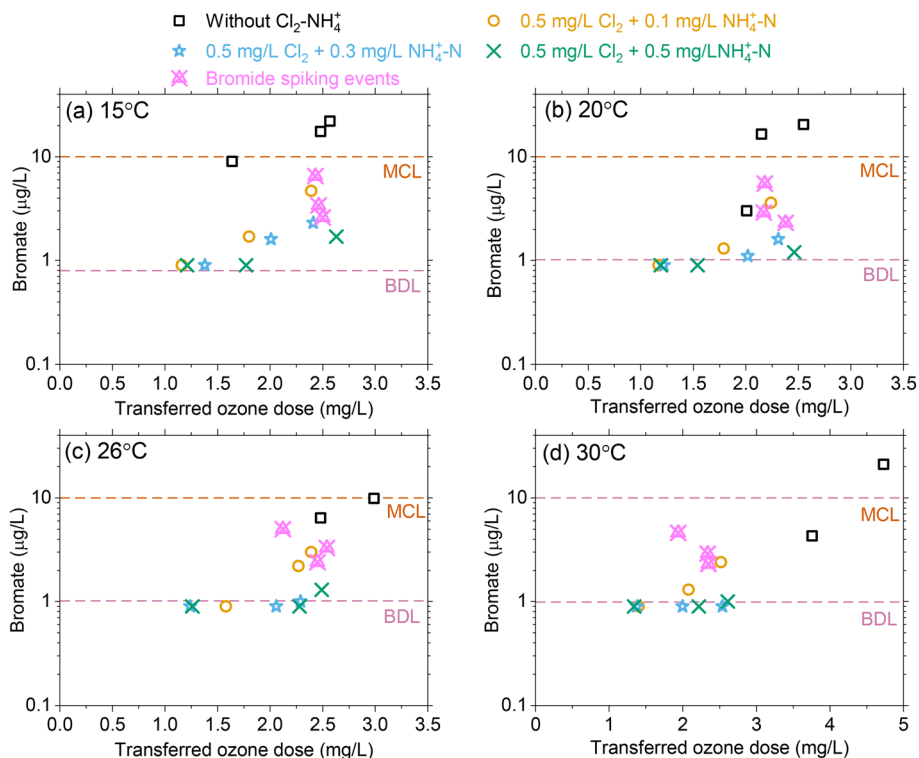 Without Cl₂-NH₄⁺ 0.5 mg/L Cl₂ + 0.1 mg/L NH₄⁺-N
0.5 mg/L Cl₂ + 0.3 mg/L NH₄⁺-N 0.5 mg/L Cl₂ + 0.5 mg/LNH₄⁺-N
Bromide spiking events
(a) 15°C
Bromate (µg/L)
10
1
0.1
MCL
BDL
0.0 0.5 1.0 1.5 2.0 2.5 3.0 3.5
Transferred ozone dose (mg/L)
(b) 20°C
Bromate (µg/L)
10
1
0.1
MCL
BDL
0.0 0.5 1.0 1.5 2.0 2.5 3.0 3.5
Transferred ozone dose (mg/L)
(c) 26°C
Bromate (µg/L)
10
1
0.1
MCL
BDL
0.0 0.5 1.0 1.5 2.0 2.5 3.0 3.5
Transferred ozone dose (mg/L)
(d) 30°C
Bromate (µg/L)
10
1
0.1
MCL
BDL
0 1 2 3 4 5
Transferred ozone dose (mg/L)